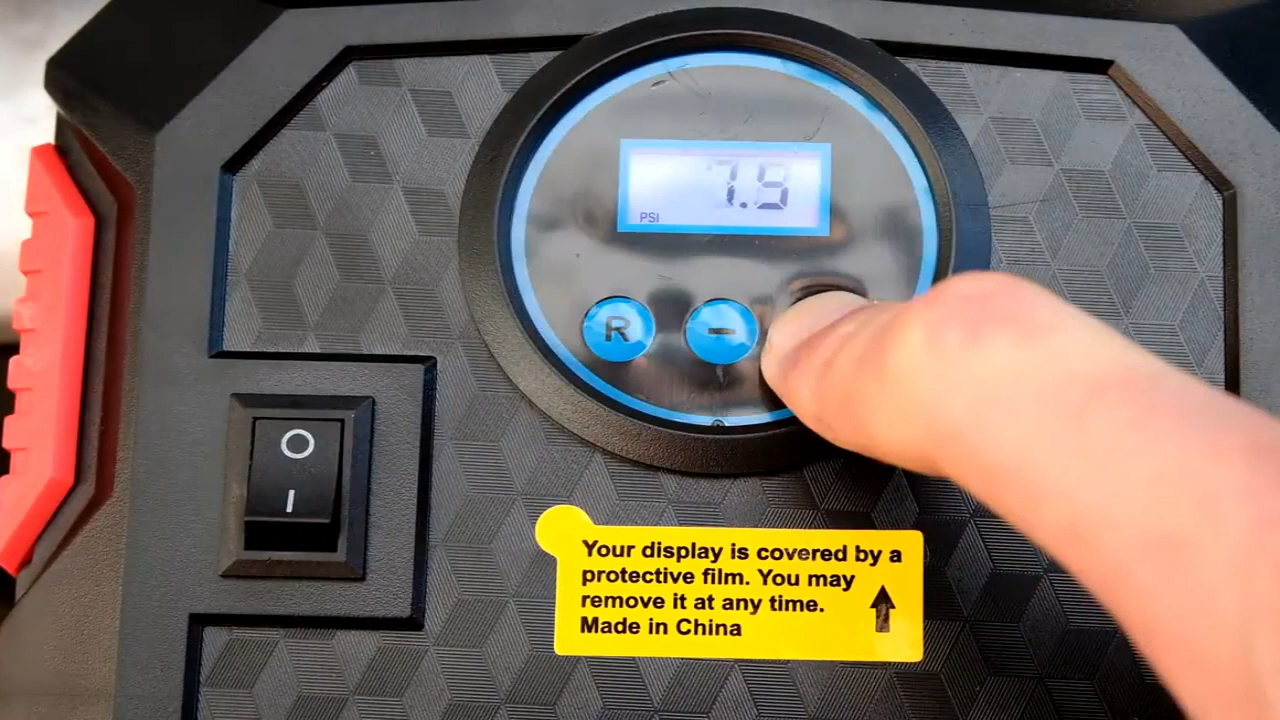 7.5
PSI
R -
O
I
Your display is covered by a
protective film. You may
remove it at any time.
Made in China